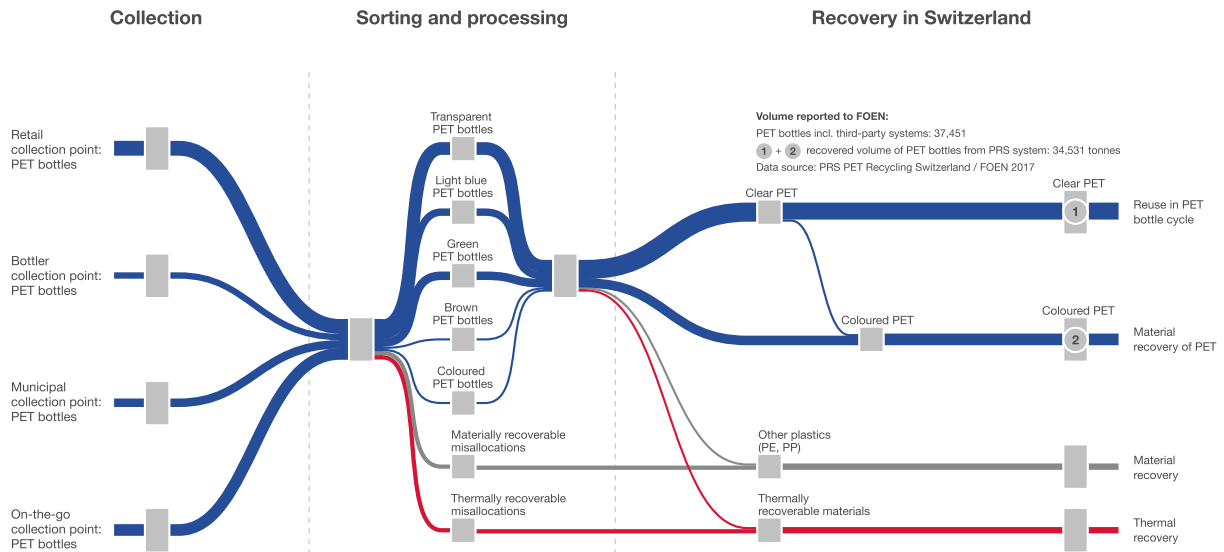 Collection
Sorting and processing
Recovery in Switzerland
Retail
collection point:
PET bottles
Bottler
collection point:
PET bottles
Municipal
collection point:
PET bottles
On-the-go
collection point:
PET bottles
Transparent
PET bottles
Light blue
PET bottles
Green
PET bottles
Brown
PET bottles
Coloured
PET bottles
Materially recoverable
misallocations
Thermally recoverable
misallocations
Volume reported to FOEN:
PET bottles incl. third-party systems: 37,451
1 + 2 recovered volume of PET bottles from PRS system: 34,531 tonnes
Data source: PRS PET Recycling Switzerland / FOEN 2017
Clear PET
Clear PET
1
Reuse in PET
bottle cycle
Coloured PET
Coloured PET
2
Material
recovery of PET
Other plastics
(PE, PP)
Material
recovery
Thermally
recoverable materials
Thermal
recovery